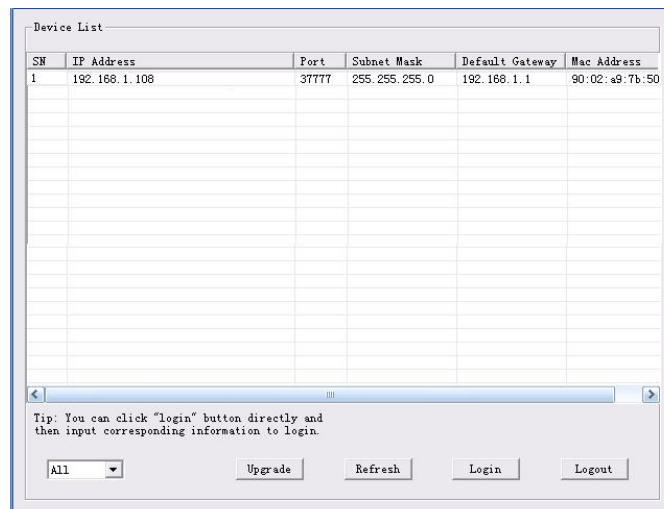 Device List
SN IP Address Port Subnet Mask Default Gateway Mac Address
1 192.168.1.108 37777 255.255.255.0 192.168.1.1 90:02:a9:7b:50
Tip: You can click "login" button directly and
then input corresponding information to login.
All Upgrade Refresh Login Logout